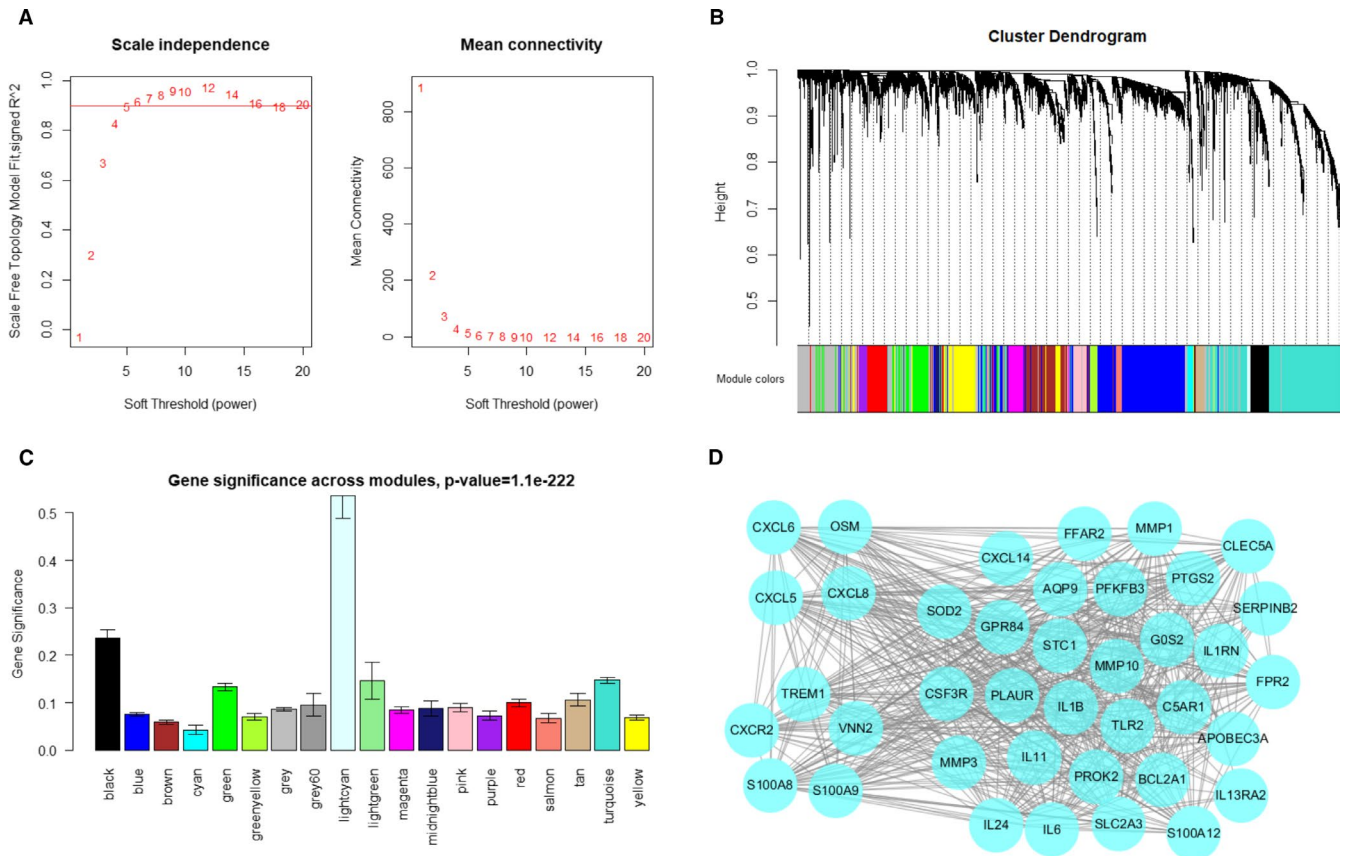 A
Scale independence
Scale Free Topology Model Fit,signed R^2
0.0 0.2 0.4 0.6 0.8 1.0
1 2 3 4 5 6 7 8 9 10 12 14 16 18 20
5 10 15 20
Soft Threshold (power)
Mean connectivity
Mean Connectivity
0 200 400 600 800
1 2 3 4 5 6 7 8 9 10 12 14 16 18 20
5 10 15 20
Soft Threshold (power)
B
Cluster Dendrogram
Height
0.5 0.6 0.7 0.8 0.9 1.0
Module colors
C
Gene significance across modules, p-value=1.1e-222
Gene Significance
0.0 0.1 0.2 0.3 0.4 0.5
black
blue
brown
cyan
green
greenyellow
grey
grey60
lightcyan
lightgreen
magenta
midnightblue
pink
purple
red
salmon
tan
turquoise
yellow
D
CXCL6
OSM
FFAR2
MMP1
CLEC5A
CXCL14
PTGS2
CXCL5
CXCL8
AQP9
PFKFB3
SERPINB2
SOD2
GPR84
STC1
G0S2
IL1RN
MMP10
FPR2
TREM1
CSF3R
PLAUR
IL1B
C5AR1
TLR2
CXCR2
VNN2
APOBEC3A
MMP3
IL11
PROK2
BCL2A1
S100A8
S100A9
IL13RA2
IL24
IL6
SLC2A3
S100A12